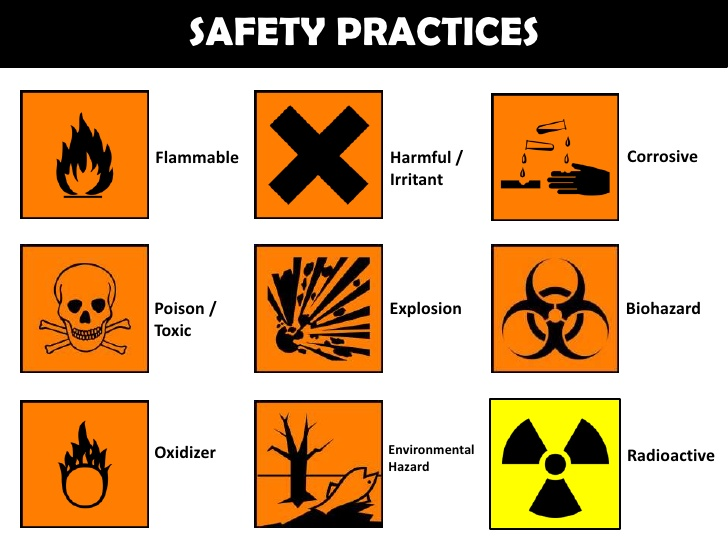 SAFETY PRACTICES
Flammable
Harmful /
Irritant
Corrosive
Poison /
Toxic
Explosion
Biohazard
Oxidizer
Environmental
Hazard
Radioactive